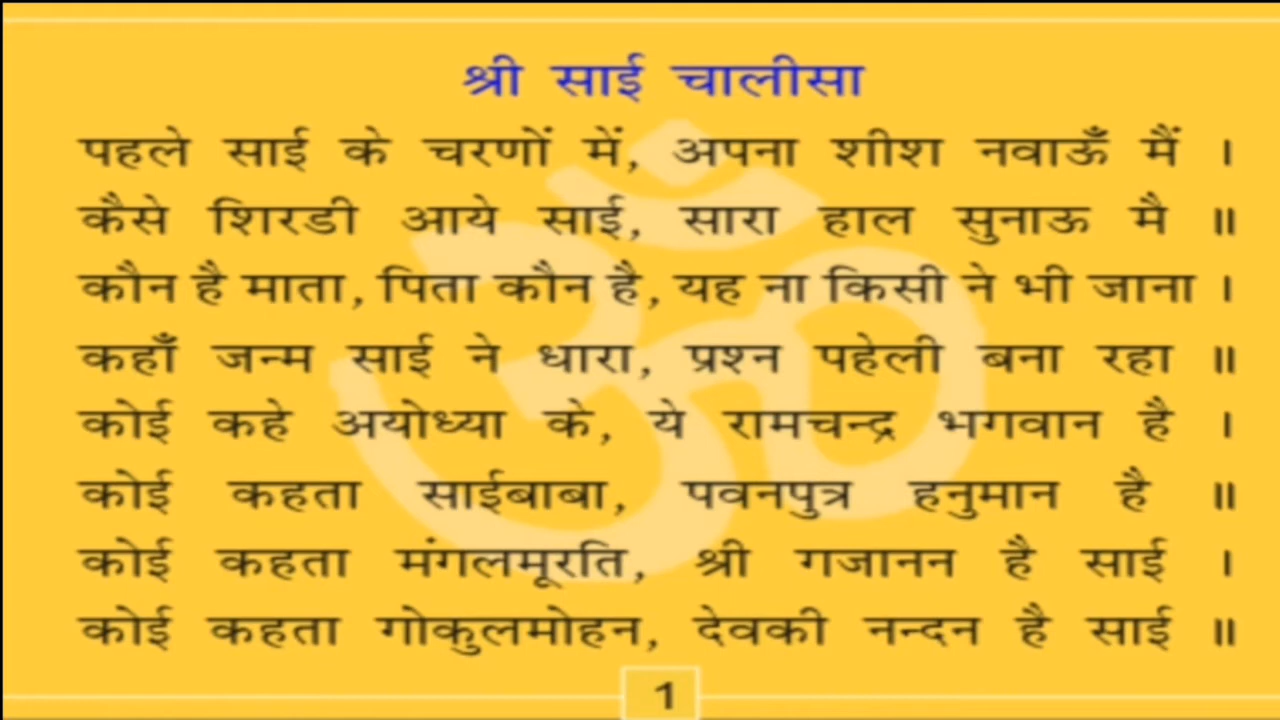 श्री साई चालीसा
पहले साई के चरणों में, अपना शीश नवाऊँ मैं ।
कैसे शिरडी आये साई, सारा हाल सुनाऊ मै ॥
कौन है माता, पिता कौन है, यह ना किसी ने भी जाना ।
कहाँ जन्म साई ने धारा, प्रश्न पहेली बना रहा ॥
कोई कहे अयोध्या के, ये रामचन्द्र भगवान है ।
कोई कहता साईबाबा, पवनपुत्र हनुमान है ॥
कोई कहता मंगलमूरति, श्री गजानन है साई ।
कोई कहता गोकुलमोहन, देवकी नन्दन है साई ॥
1